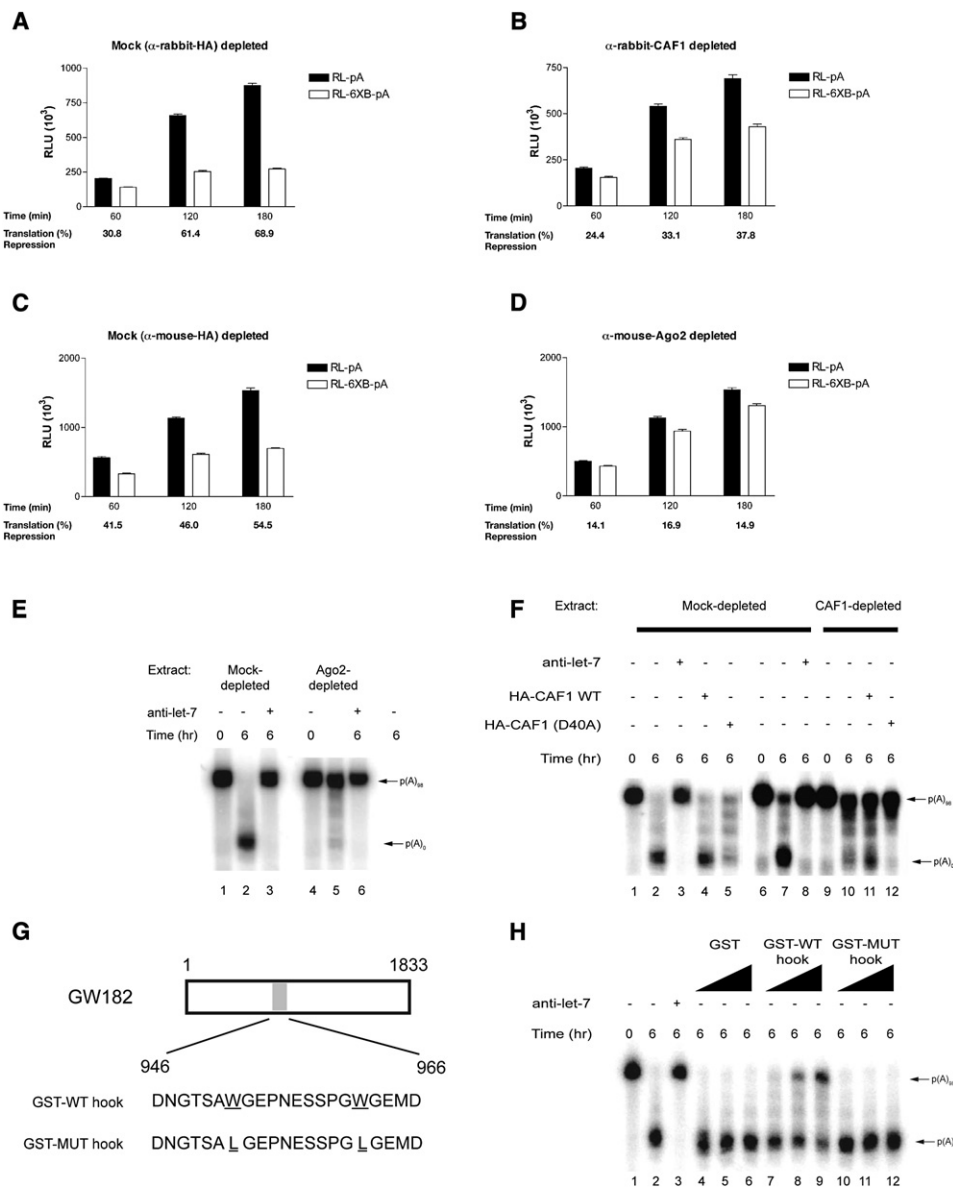 A
Mock (α-rabbit-HA) depleted
1000
750
500
250
0
RLU (10³)
RL-pA
RL-6XB-pA
Time (min) 60 120 180
Translation (%) 30.8 61.4 68.9
Repression
B
α-rabbit-CAF1 depleted
750
500
250
0
RLU (10³)
RL-pA
RL-6XB-pA
Time (min) 60 120 180
Translation (%) 24.4 33.1 37.8
Repression
C
Mock (α-mouse-HA) depleted
2000
1000
0
RLU (10³)
RL-pA
RL-6XB-pA
Time (min) 60 120 180
Translation (%) 41.5 46.0 54.5
Repression
D
α-mouse-Ago2 depleted
2000
1000
0
RLU (10³)
RL-pA
RL-6XB-pA
Time (min) 60 120 180
Translation (%) 14.1 16.9 14.9
Repression
E
Extract: Mock-depleted Ago2-depleted
anti-let-7 - - + - - + -
Time (hr) 0 6 6 0 6 6 6
p(A)₉₈
p(A)₀
1 2 3 4 5 6
F
Extract: Mock-depleted CAF1-depleted
anti-let-7 - - + - - - - + - - - -
HA-CAF1 WT - - - + - - - - - - + -
HA-CAF1 (D40A) - - - - + - - - - - - +
Time (hr) 0 6 6 6 6 0 6 6 0 6 6 6
p(A)₉₈
p(A)₀
1 2 3 4 5 6 7 8 9 10 11 12
G
1 1833
GW182
946 966
GST-WT hook DNGTSAWGEPNESSPGWGEMD
GST-MUT hook DNGTSALGEPNESSPGLGEMD
H
GST GST-WT hook GST-MUT hook
anti-let-7 - - + - - - - - - - - -
Time (hr) 0 6 6 6 6 6 6 6 6 6 6 6
p(A)₉₈
p(A)
1 2 3 4 5 6 7 8 9 10 11 12